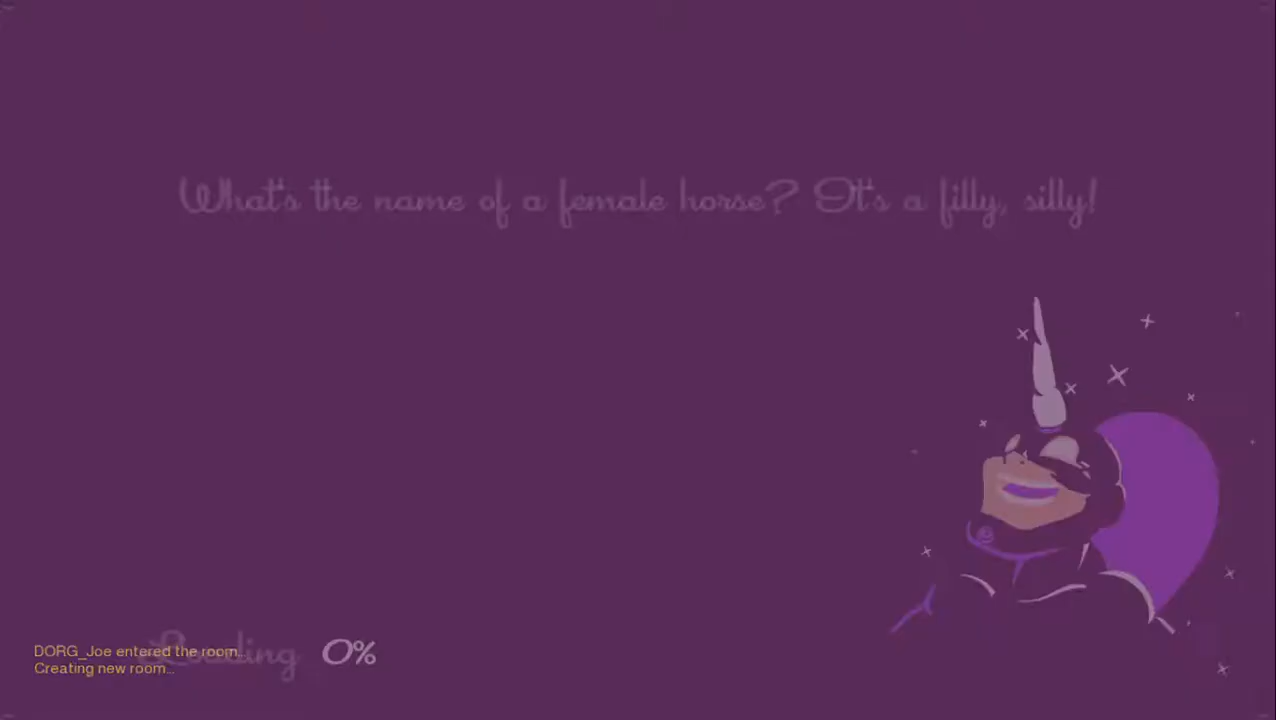 What's the name of a female horse? It's a filly, silly!
Loading 0%
DORG_Joe entered the room...
Creating new room...